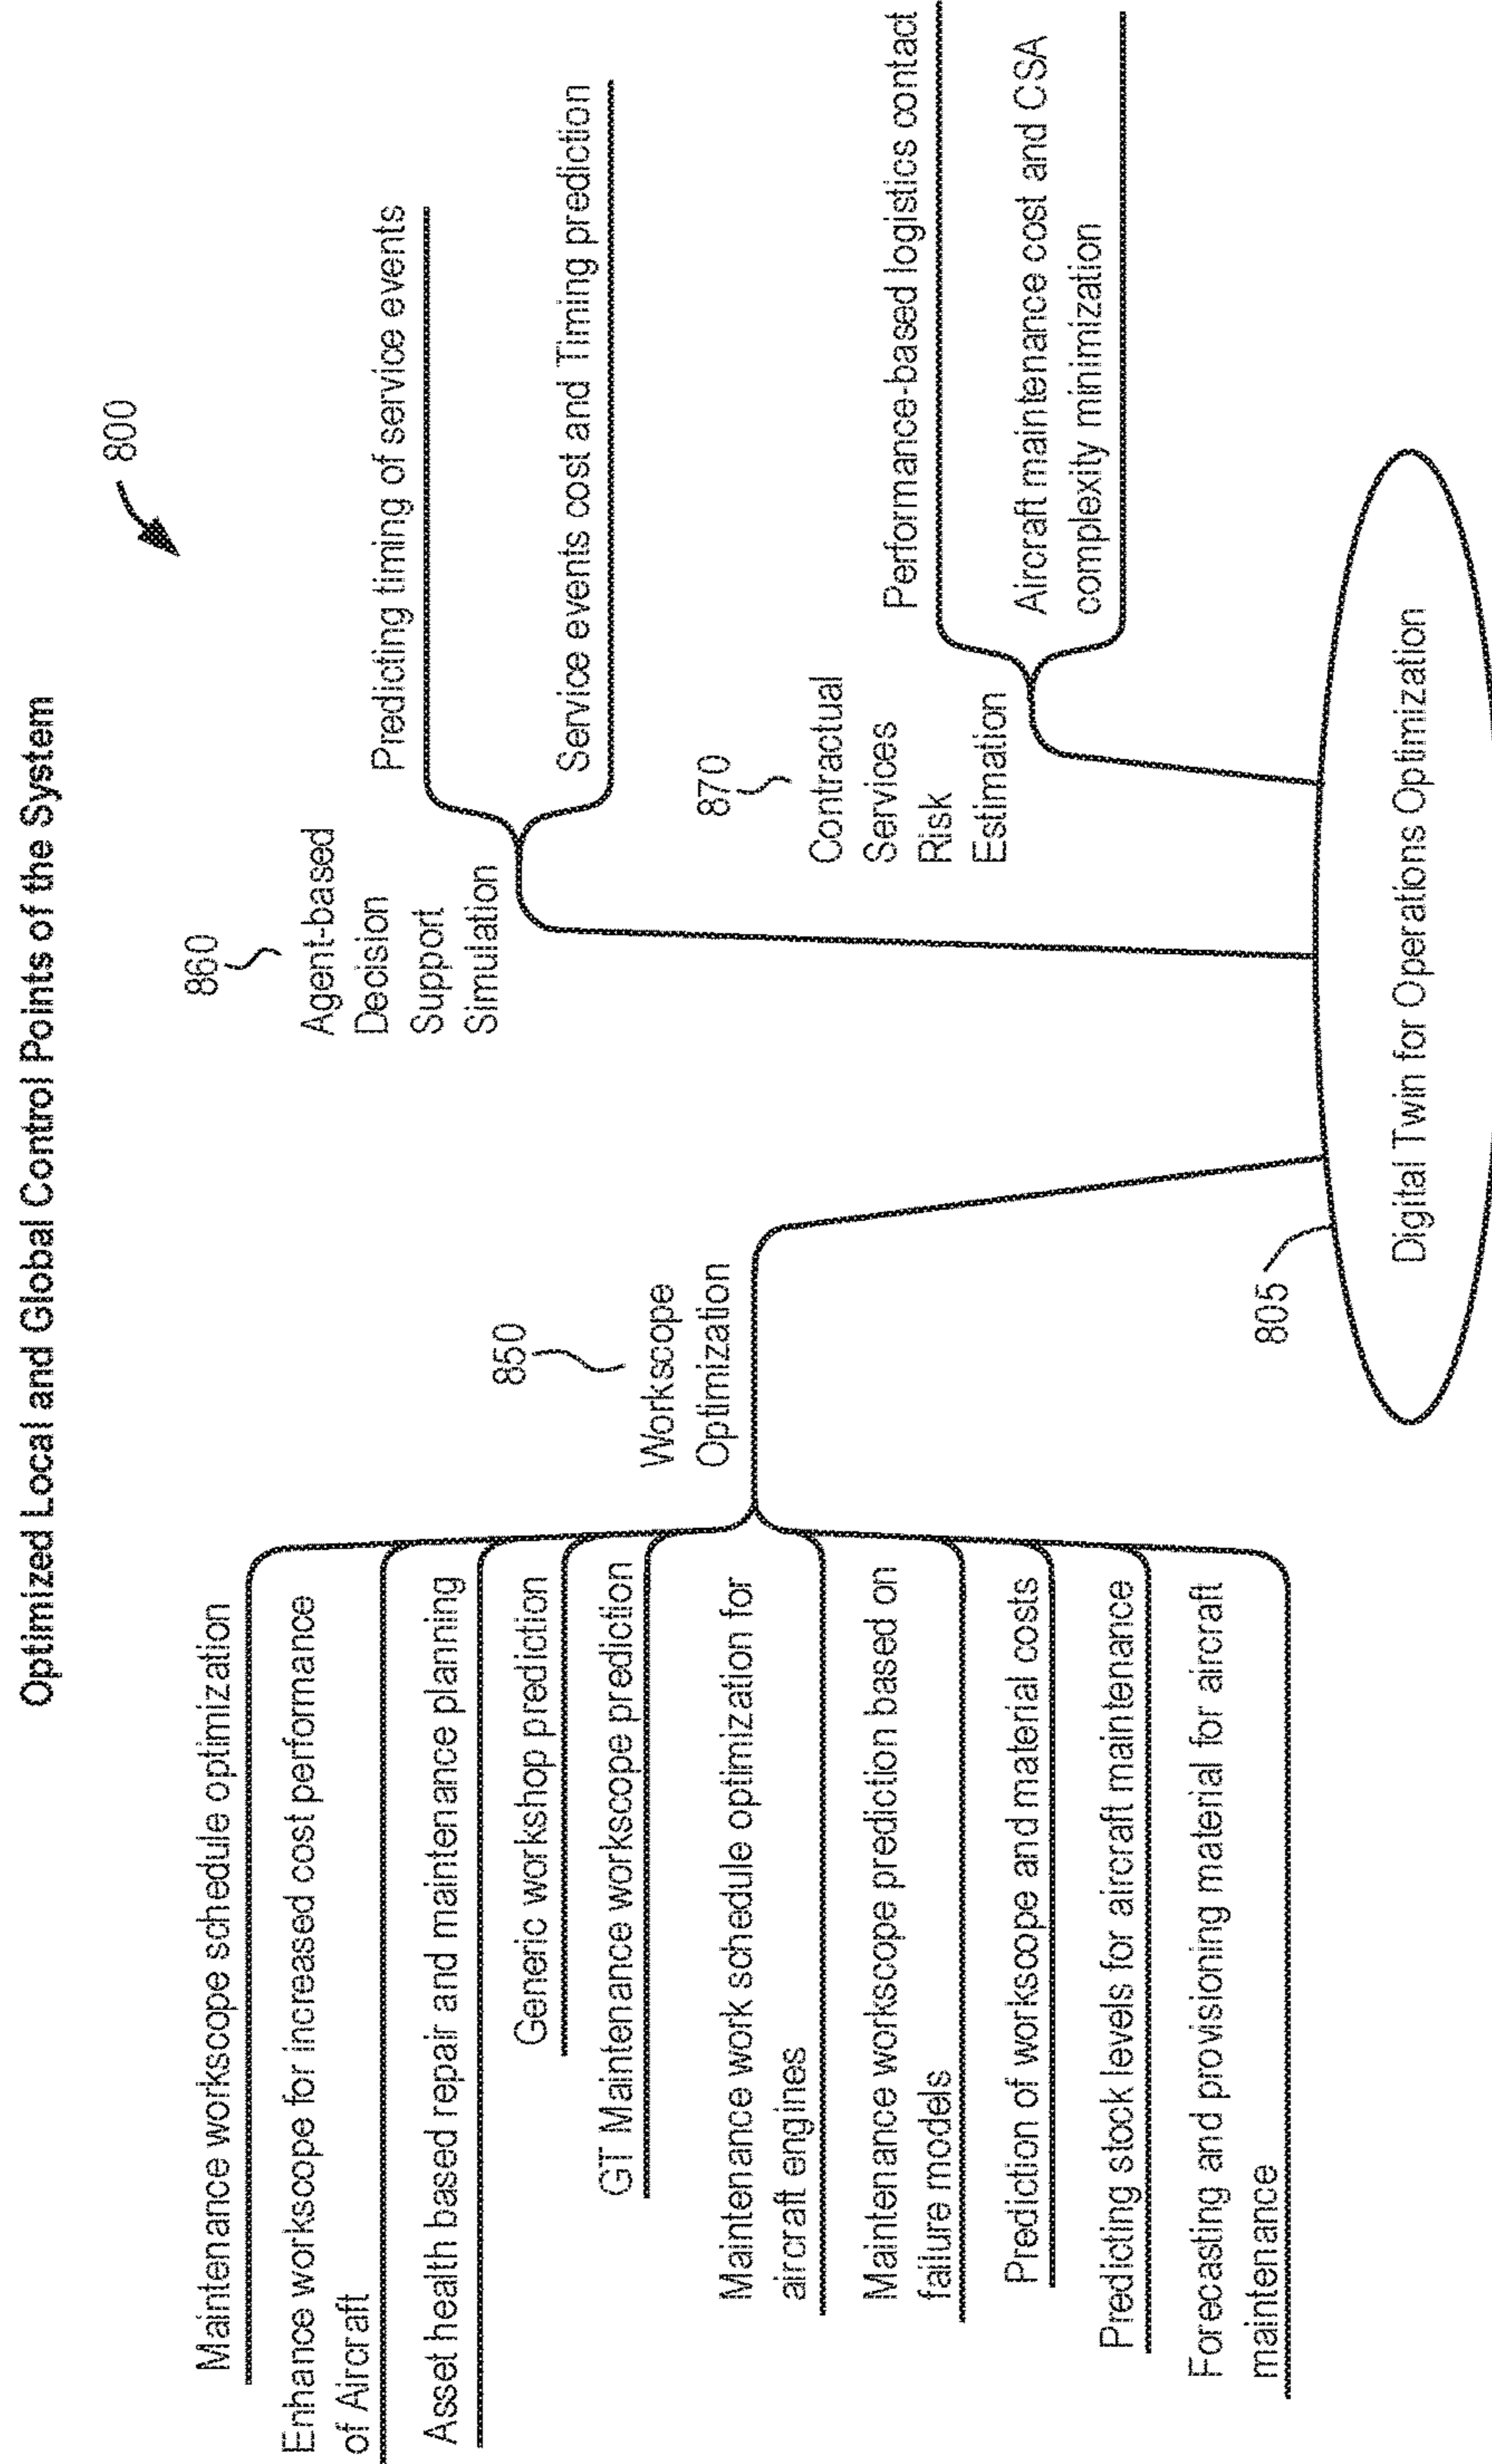 Optimized Local and Global Control Points of the System
800
Maintenance workscope schedule optimization
Enhance workscope for increased cost performance
of Aircraft
Asset health based repair and maintenance planning
Generic workshop prediction
GT Maintenance workscope prediction
Maintenance work schedule optimization for
aircraft engines
Maintenance workscope prediction based on
failure models
Prediction of workscope and material costs
Predicting stock levels for aircraft maintenance
Forecasting and provisioning material for aircraft
maintenance
850
Workscope
Optimization
860
Agent-based
Decision
Support
Simulation
Predicting timing of service events
Service events cost and Timing prediction
870
Contractual
Services
Risk
Estimation
Performance-based logistics contact
Aircraft maintenance cost and CSA
complexity minimization
805
Digital Twin for Operations Optimization